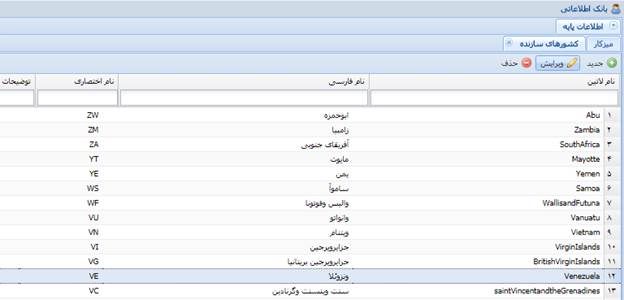 بانک اطلاعاتی
اطلاعات پایه
میزکار کشورهای سازنده
جدید ویرایش حذف
نام لاتین نام فارسی نام اختصاری توضیحات
۱ Abu ابوحمزه ZW
۲ Zambia زامبیا ZM
۳ SouthAfrica آفریقای جنوبی ZA
۴ Mayotte مایوت YT
۵ Yemen یمن YE
۶ Samoa ساموآ WS
۷ WallisandFutuna والیس وفوتونا WF
۸ Vanuatu وانواتو VU
۹ Vietnam ویتنام VN
۱۰ VirginIslands جزایرویرجین VI
۱۱ BritishVirginIslands جزایرویرجین بریتانیا VG
۱۲ Venezuela ونزوئلا VE
۱۳ saintVincentandtheGrenadines سنت وینسنت وگرنادین VC